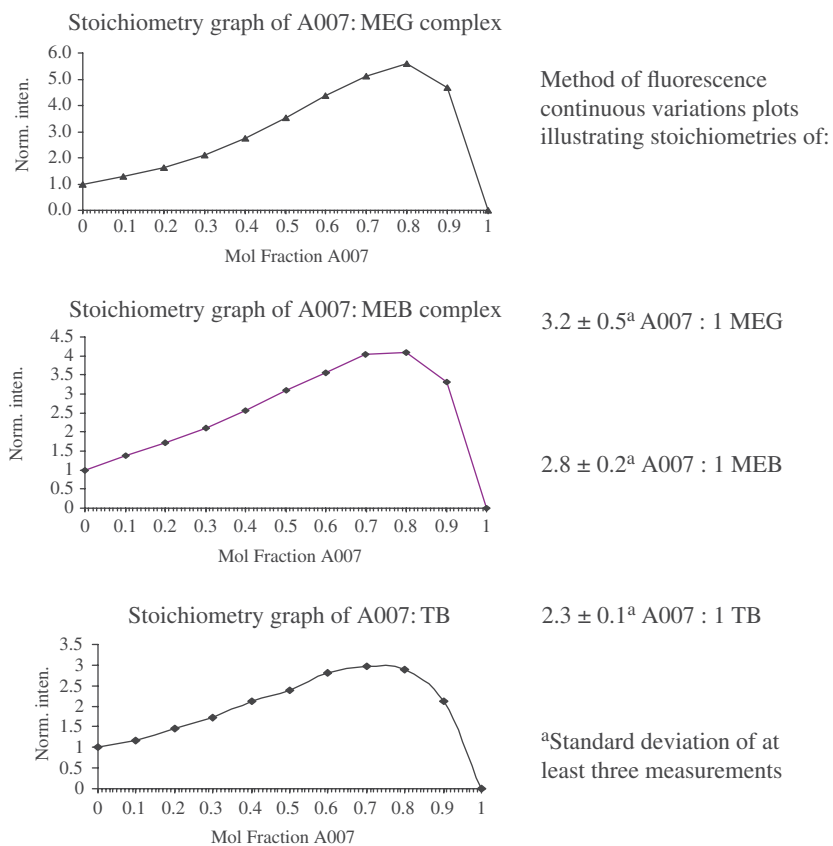 Stoichiometry graph of A007: MEG complex
6.0
5.0
4.0
3.0
2.0
1.0
0.0
Norm. inten.
0 0.1 0.2 0.3 0.4 0.5 0.6 0.7 0.8 0.9 1
Mol Fraction A007
Method of fluorescence
continuous variations plots
illustrating stoichiometries of:
Stoichiometry graph of A007: MEB complex
4.5
4
3.5
3
2.5
2
1
0.5
0
Norm. inten.
0 0.1 0.2 0.3 0.4 0.5 0.6 0.7 0.8 0.9 1
Mol Fraction A007
3.2 ± 0.5ᵃ A007 : 1 MEG
2.8 ± 0.2ᵃ A007 : 1 MEB
Stoichiometry graph of A007: TB
3.5
3
2.5
2
1.5
1
0.5
0
Norm. inten.
0 0.1 0.2 0.3 0.4 0.5 0.6 0.7 0.8 0.9 1
Mol Fraction A007
2.3 ± 0.1ᵃ A007 : 1 TB
ᵃStandard deviation of at
least three measurements